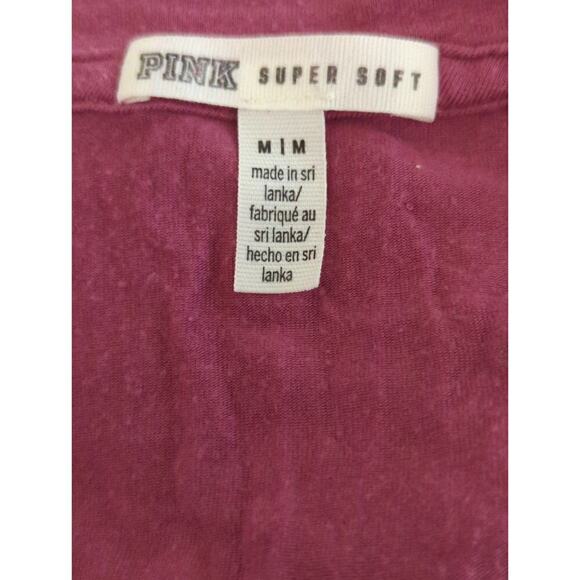 PINK SUPER SOFT
M | M
made in sri
lanka/
fabriqué au
sri lanka/
hecho en sri
lanka